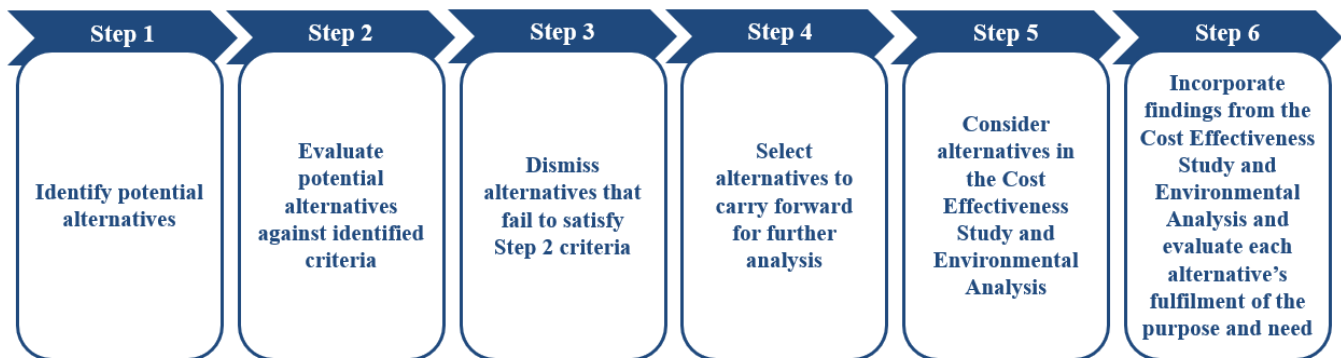 Step 1
Identify potential
alternatives
Step 2
Evaluate
potential
alternatives
against identified
criteria
Step 3
Dismiss
alternatives that
fail to satisfy
Step 2 criteria
Step 4
Select
alternatives to
carry forward
for further
analysis
Step 5
Consider
alternatives in
the Cost
Effectiveness
Study and
Environmental
Analysis
Step 6
Incorporate
findings from the
Cost Effectiveness
Study and
Environmental
Analysis and
evaluate each
alternative’s
fulfilment of the
purpose and need